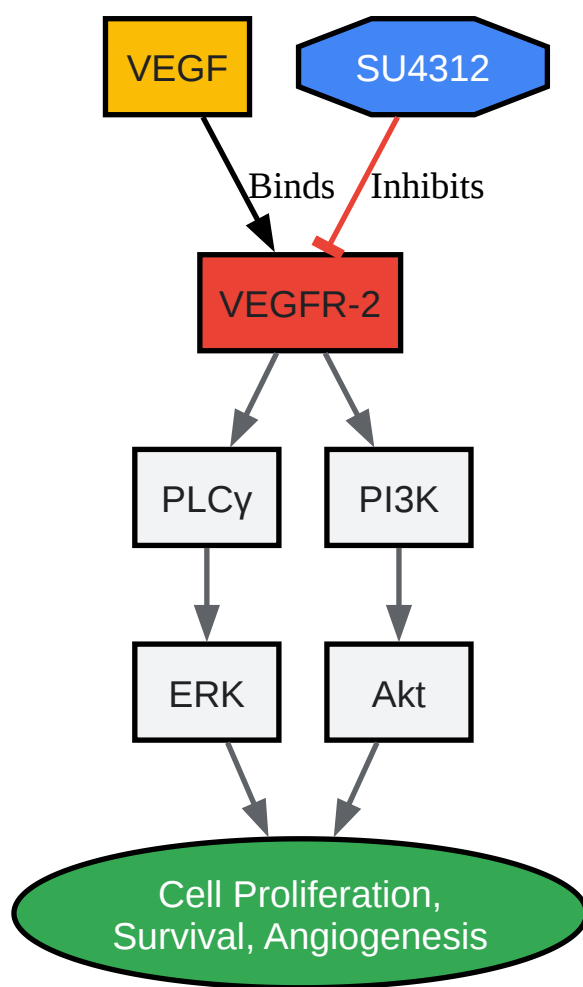 VEGF
SU4312
Binds
Inhibits
VEGFR-2
PLCγ
PI3K
ERK
Akt
Cell Proliferation,
Survival, Angiogenesis